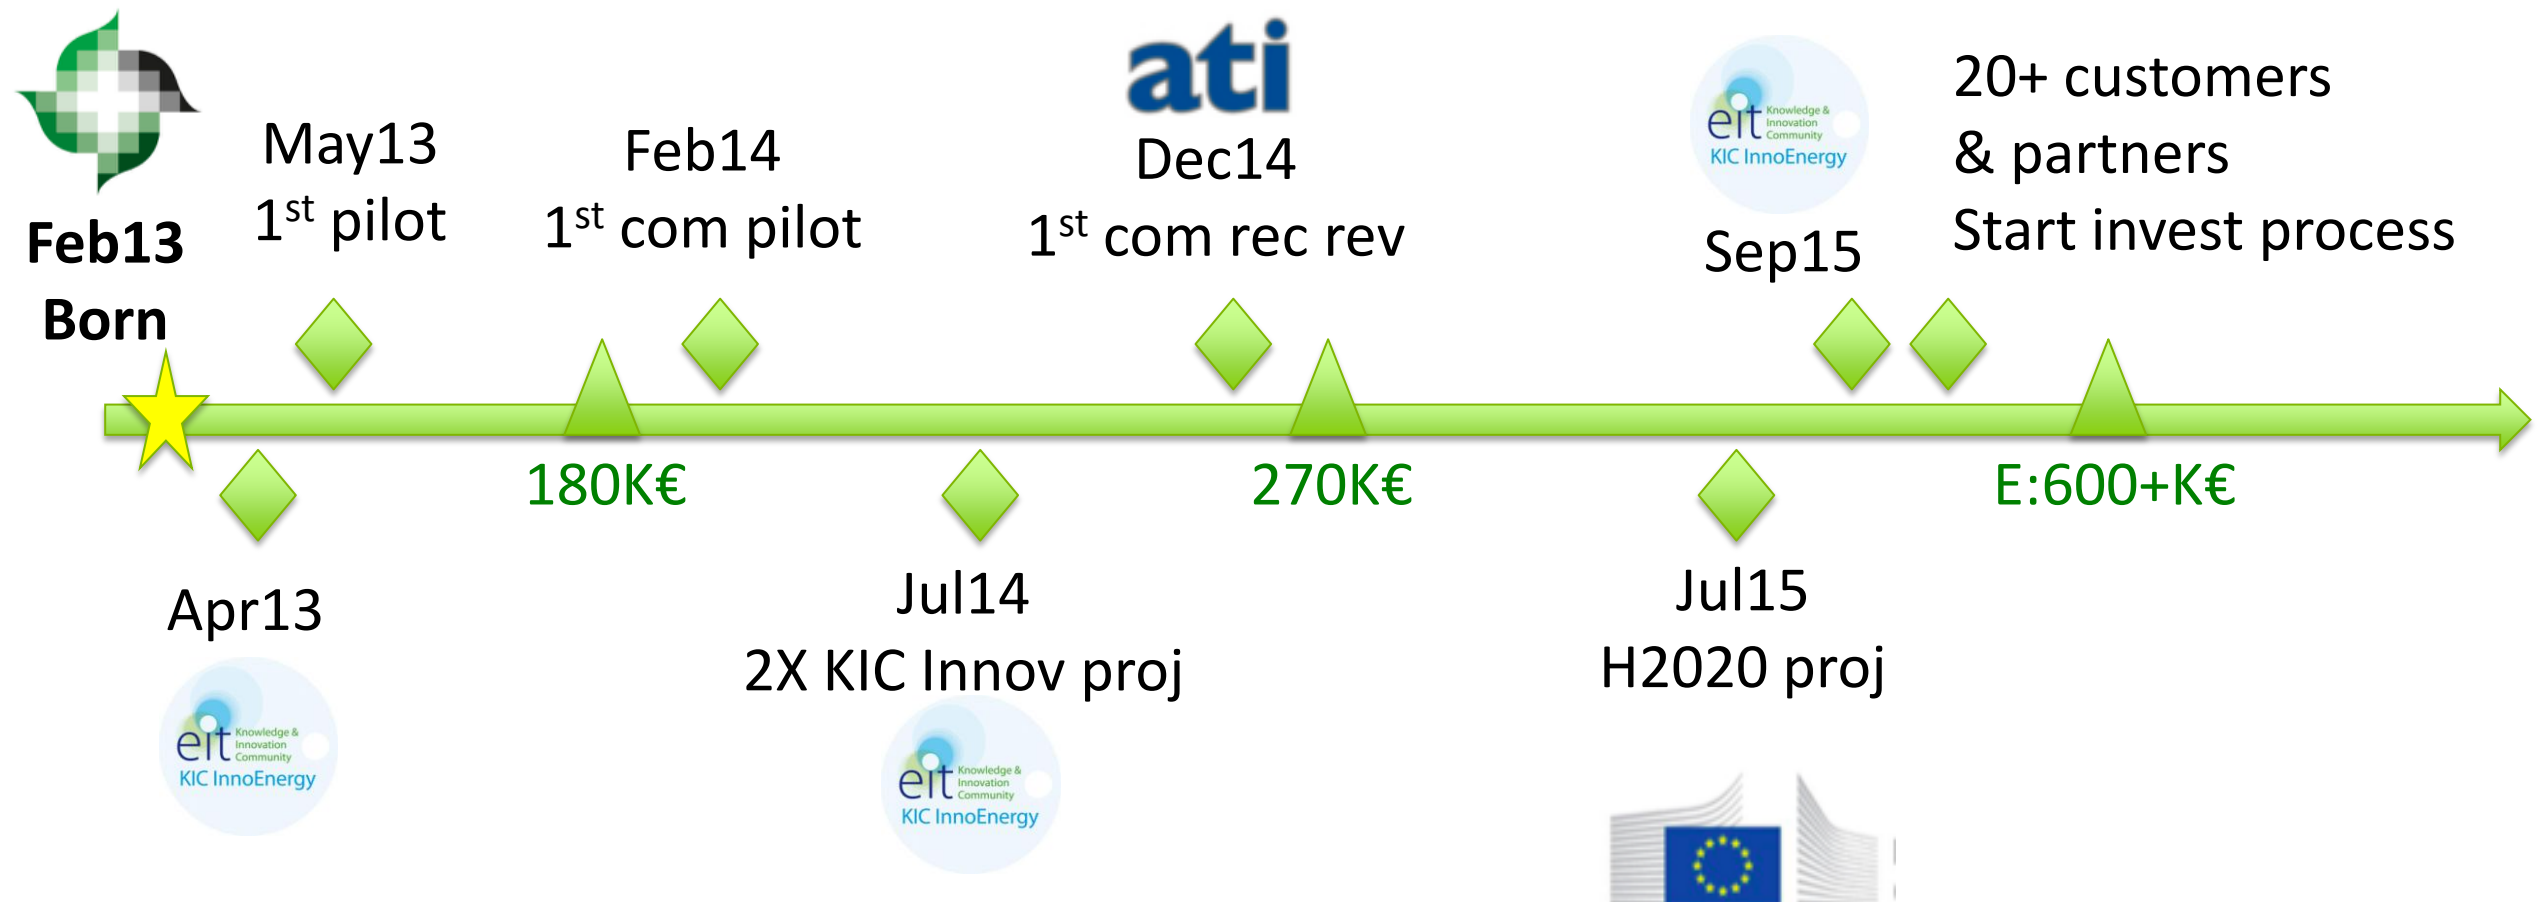 Feb13
Born
May13
1st pilot
Feb14
1st com pilot
ati
Dec14
1st com rec rev
eit Knowledge &
Innovation
Community
KIC InnoEnergy
Sep15
20+ customers
& partners
Start invest process
180K€
270K€
E:600+K€
Apr13
eit Knowledge &
Innovation
Community
KIC InnoEnergy
Jul14
2X KIC Innov proj
eit Knowledge &
Innovation
Community
KIC InnoEnergy
Jul15
H2020 proj